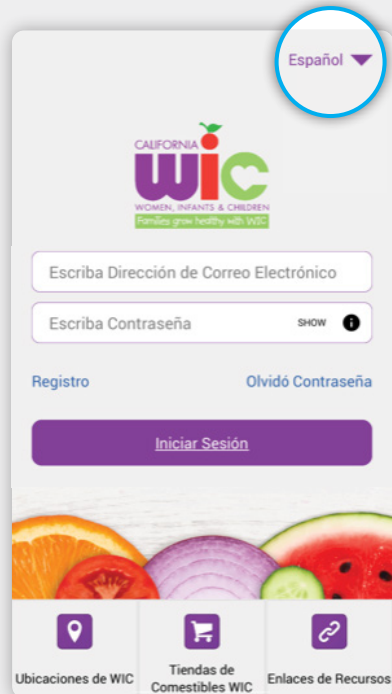 Español
CALIFORNIA
WIC
WOMEN, INFANTS & CHILDREN
Families grow healthy with WIC
Escriba Dirección de Correo Electrónico
Escriba Contraseña SHOW i
Registro Olvidó Contraseña
Iniciar Sesión
Ubicaciones de WIC
Tiendas de
Comestibles WIC
Enlaces de Recursos